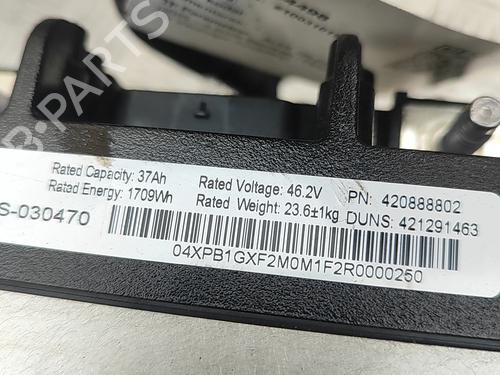 B-PARTS
Rated Capacity: 37Ah Rated Voltage: 46.2V PN: 420888802
Rated Energy: 1709Wh Rated Weight: 23.6±1kg DUNS: 421291463
S-030470
04XPB1GXF2M0M1F2R0000250